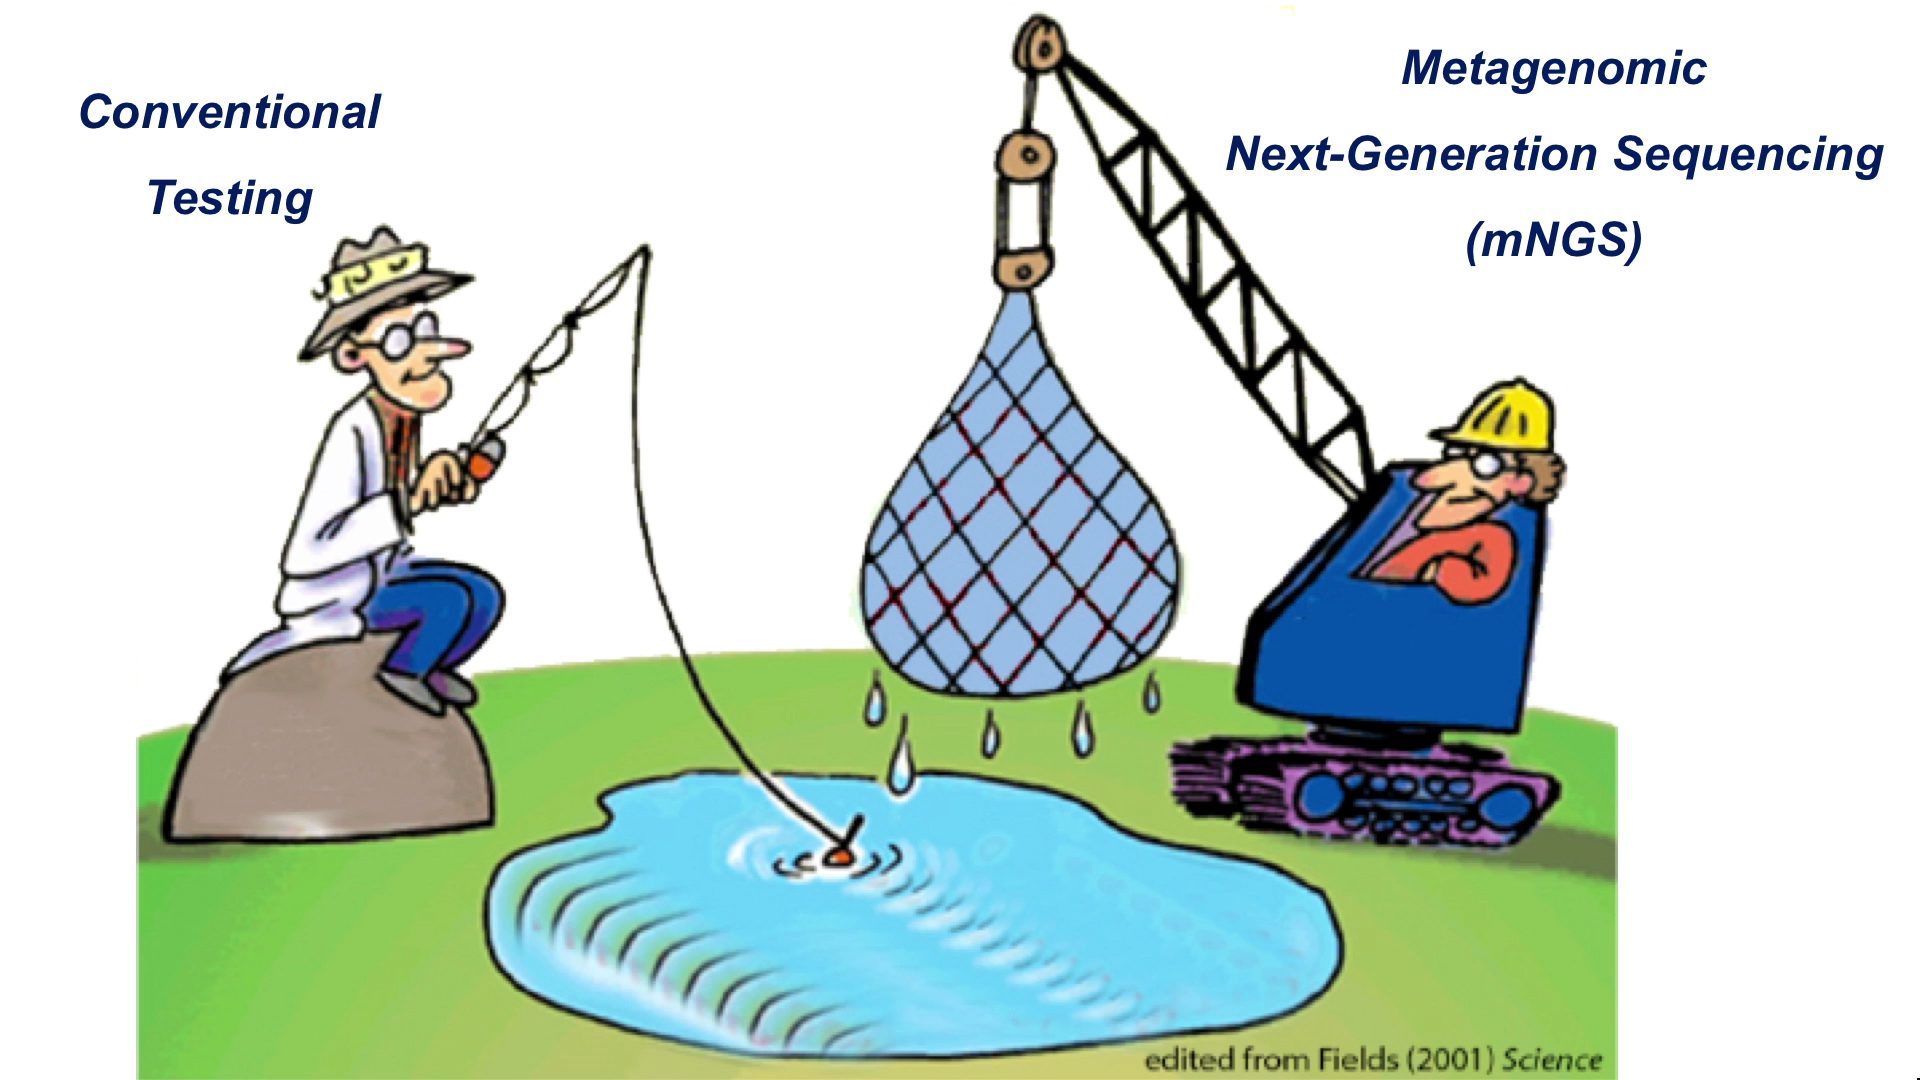 Conventional
Testing
Metagenomic
Next-Generation Sequencing
(mNGS)
edited from Fields (2001) Science